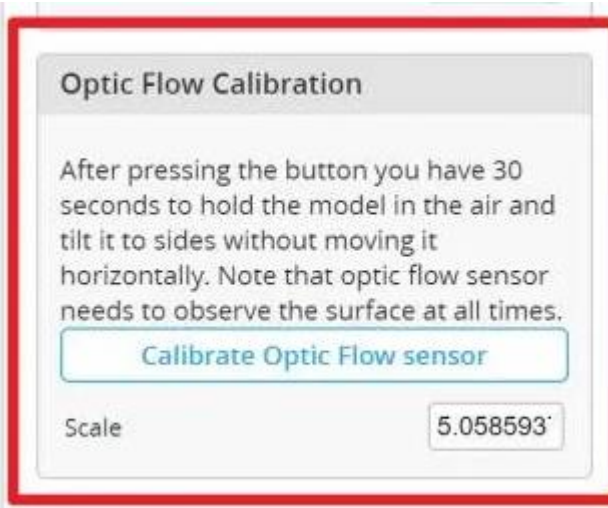 Optic Flow Calibration
After pressing the button you have 30
seconds to hold the model in the air and
tilt it to sides without moving it
horizontally. Note that optic flow sensor
needs to observe the surface at all times.
Calibrate Optic Flow sensor
Scale 5.058593